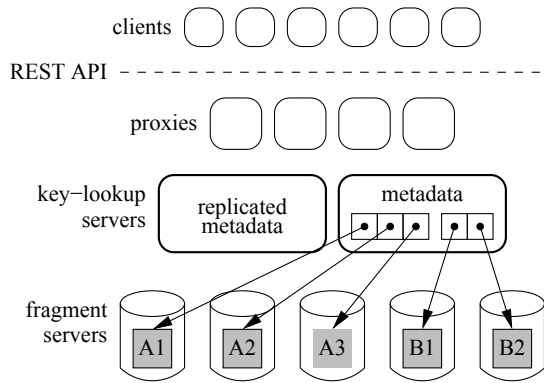 clients
REST API
proxies
key−lookup servers
replicated metadata
metadata
fragment servers
A1 A2 A3 B1 B2